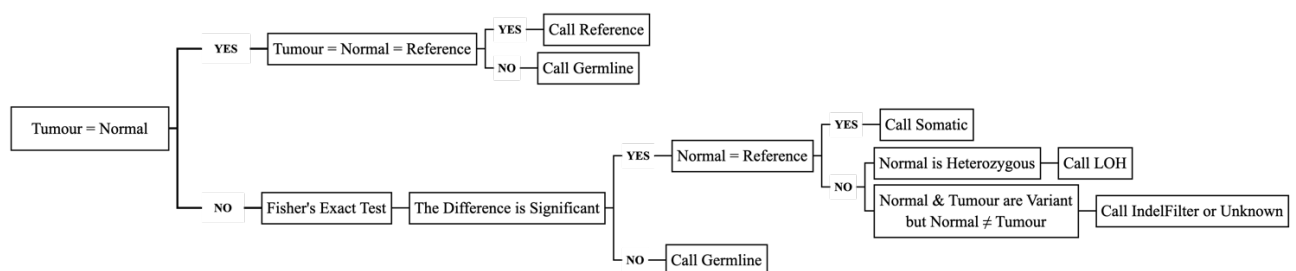 Tumour = Normal
YES
Tumour = Normal = Reference
YES
Call Reference
NO
Call Germline
NO
Fisher's Exact Test
The Difference is Significant
YES
Normal = Reference
YES
Call Somatic
NO
Normal is Heterozygous
Call LOH
Normal & Tumour are Variant
but Normal ≠ Tumour
Call IndelFilter or Unknown
NO
Call Germline